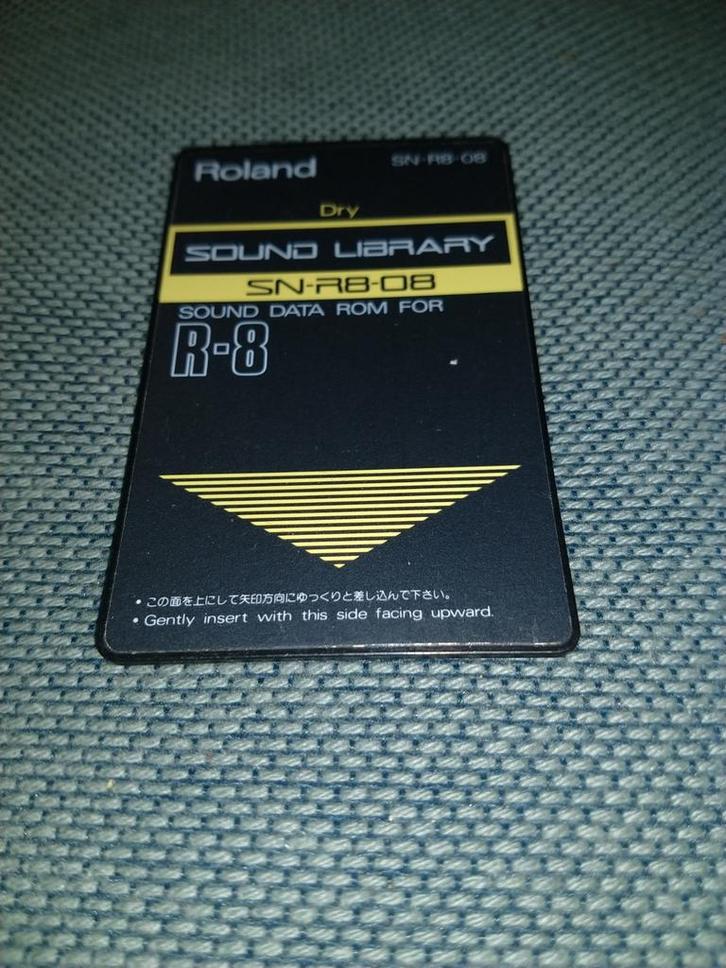 Roland SN-R8-08
Dry
SOUND LIBRARY
SN-R8-08
SOUND DATA ROM FOR
R-8
• この面を上にして矢印方向にゆっくりと差し込んで下さい。
• Gently insert with this side facing upward.